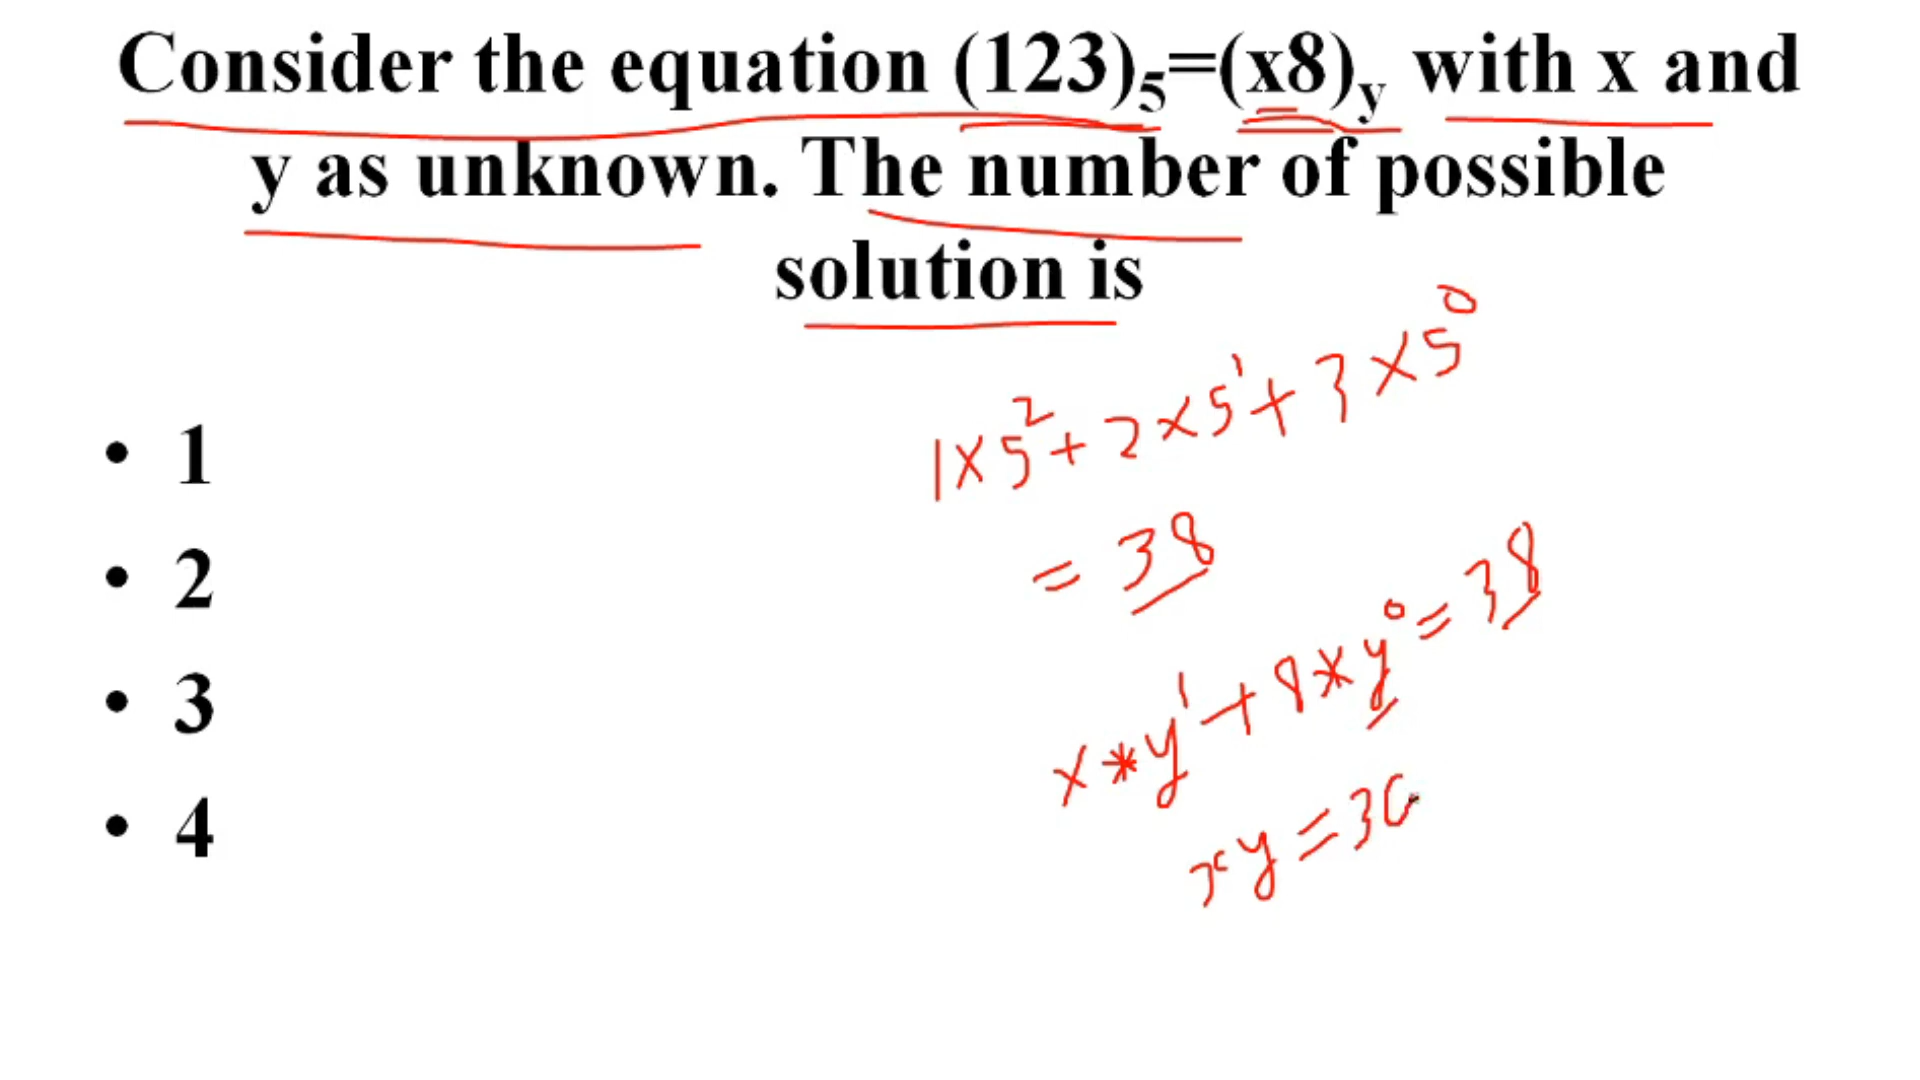 Consider the equation (123)₅=(x8)ᵧ with x and
y as unknown. The number of possible
solution is
• 1
• 2
• 3
• 4
1×5²+2×5¹+3×5⁰
= 38
x*y¹+8*y⁰=38
xy=30